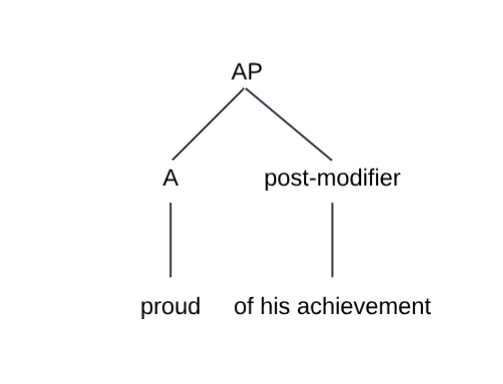 AP
A post-modifier
proud of his achievement